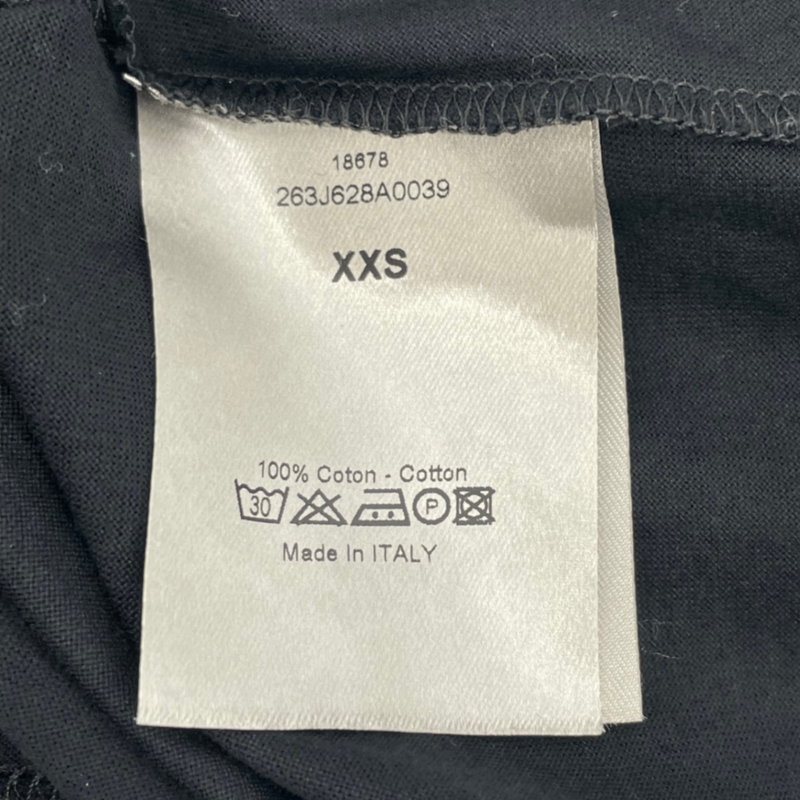 18678
263J628A0039
XXS
100% Coton - Cotton
30 P
Made In ITALY